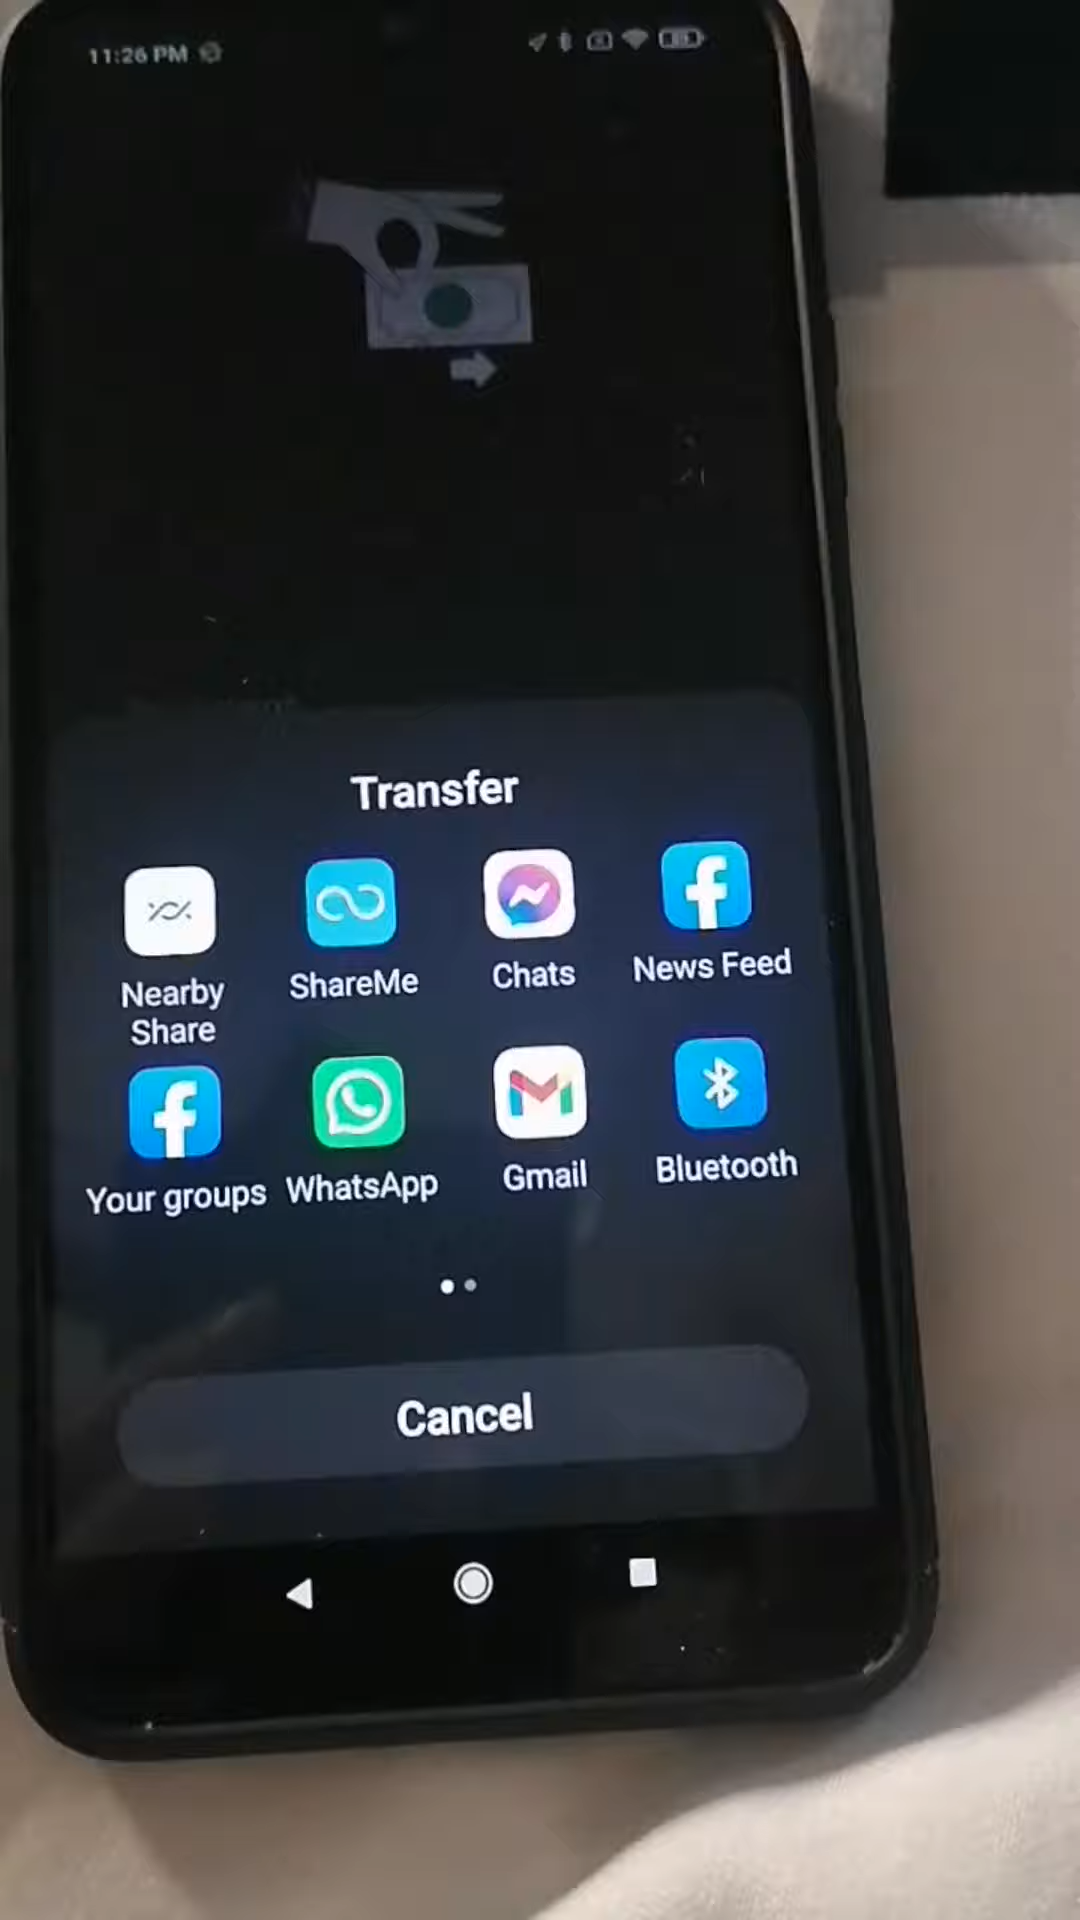 11:26 PM
Transfer
Nearby Share
ShareMe
Chats
News Feed
Your groups
WhatsApp
Gmail
Bluetooth
Cancel